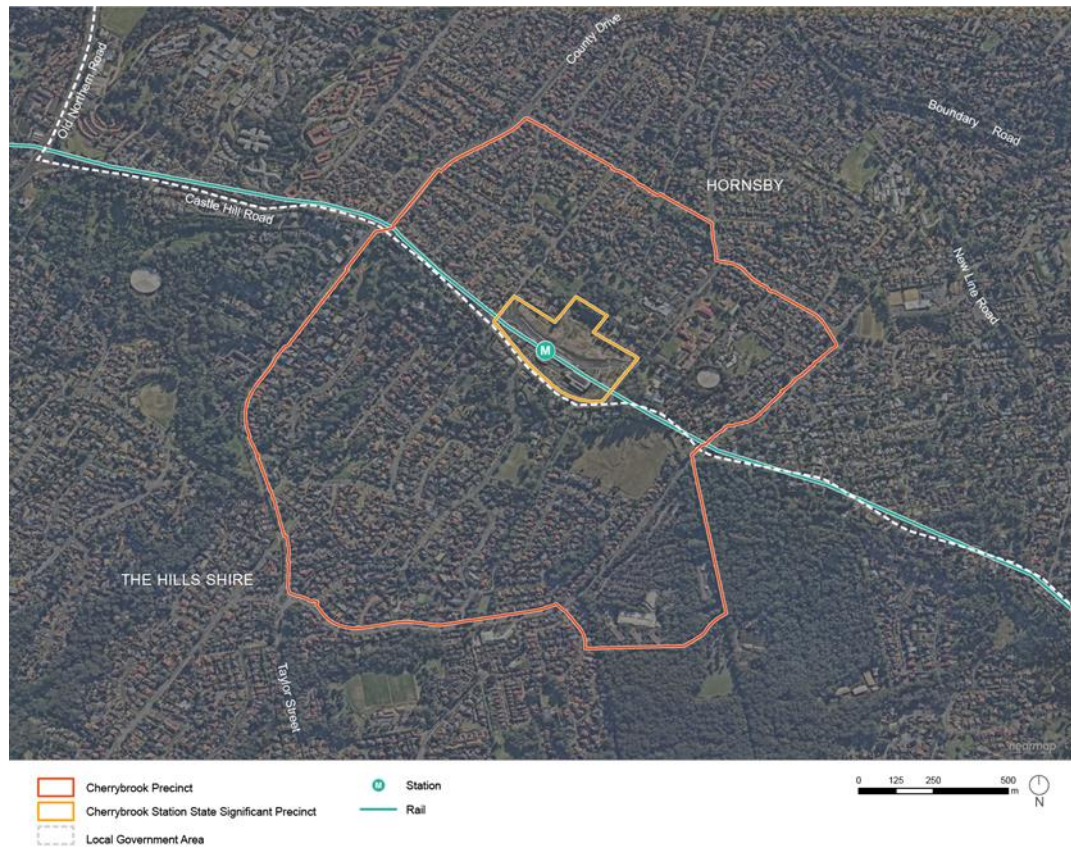 County Drive
Old Northern Road
Boundary Road
HORNSBY
Castle Hill Road
New Line Road
M
THE HILLS SHIRE
Taylor Street
nearmap
Cherrybrook Precinct
Cherrybrook Station State Significant Precinct
Local Government Area
M Station
Rail
0 125 250 500
m
N